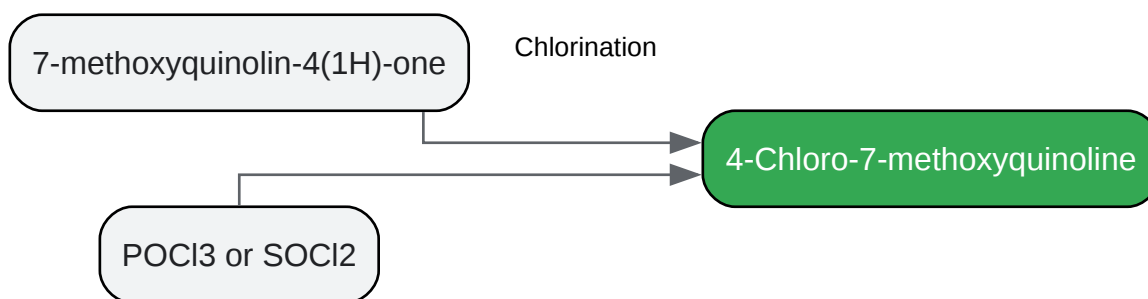 7-methoxyquinolin-4(1H)-one
Chlorination
4-Chloro-7-methoxyquinoline
POCl3 or SOCl2